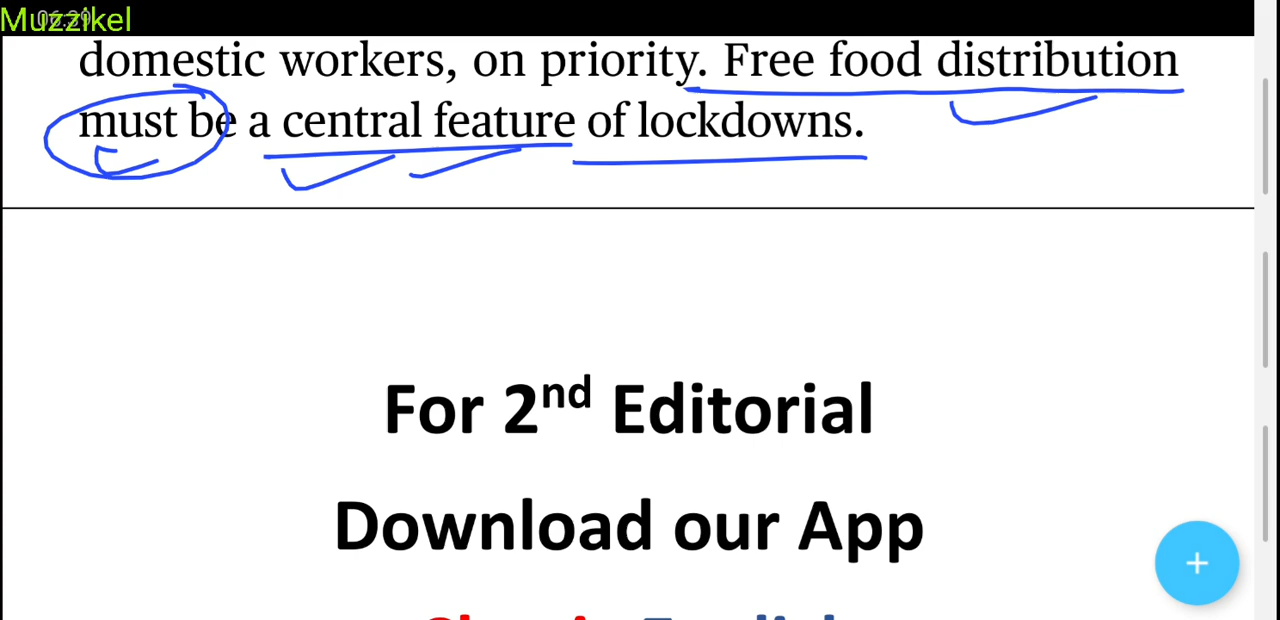 Muzzikel
domestic workers, on priority. Free food distribution
must be a central feature of lockdowns.
For 2nd Editorial
Download our App